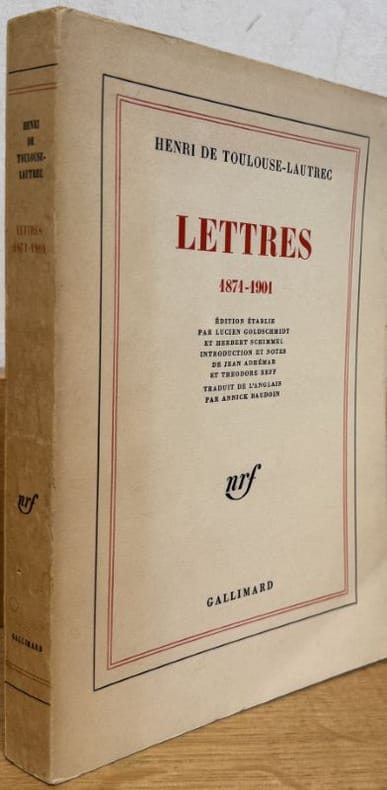 HENRI
DE
TOULOUSE-
LAUTREC
LETTRES
1871-1901
nrf
GALLIMARD
HENRI DE TOULOUSE-LAUTREC
LETTRES
1871-1901
ÉDITION ÉTABLIE
PAR LUCIEN GOLDSCHMIDT
ET HERBERT SCHIMMEL
INTRODUCTION ET NOTES
DE JEAN ADHÉMAR
ET THEODORE REFF
TRADUIT DE L'ANGLAIS
PAR ANNICK BAUDOIN
nrf
GALLIMARD